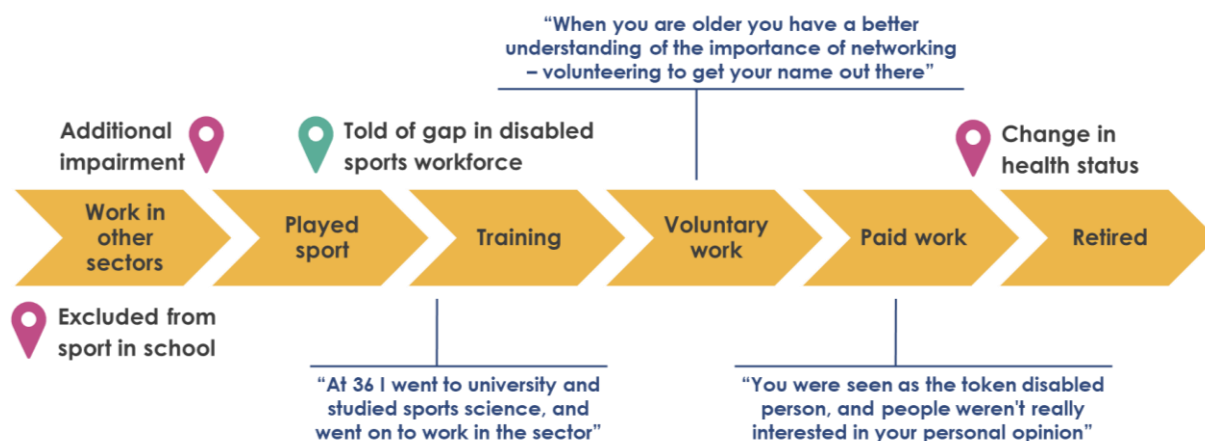 “When you are older you have a better
understanding of the importance of networking
– volunteering to get your name out there”
Additional
impairment
Told of gap in disabled
sports workforce
Change in
health status
Work in
other
sectors
Played
sport
Training
Voluntary
work
Paid work
Retired
Excluded from
sport in school
“At 36 I went to university and
studied sports science, and
went on to work in the sector”
“You were seen as the token disabled
person, and people weren't really
interested in your personal opinion”